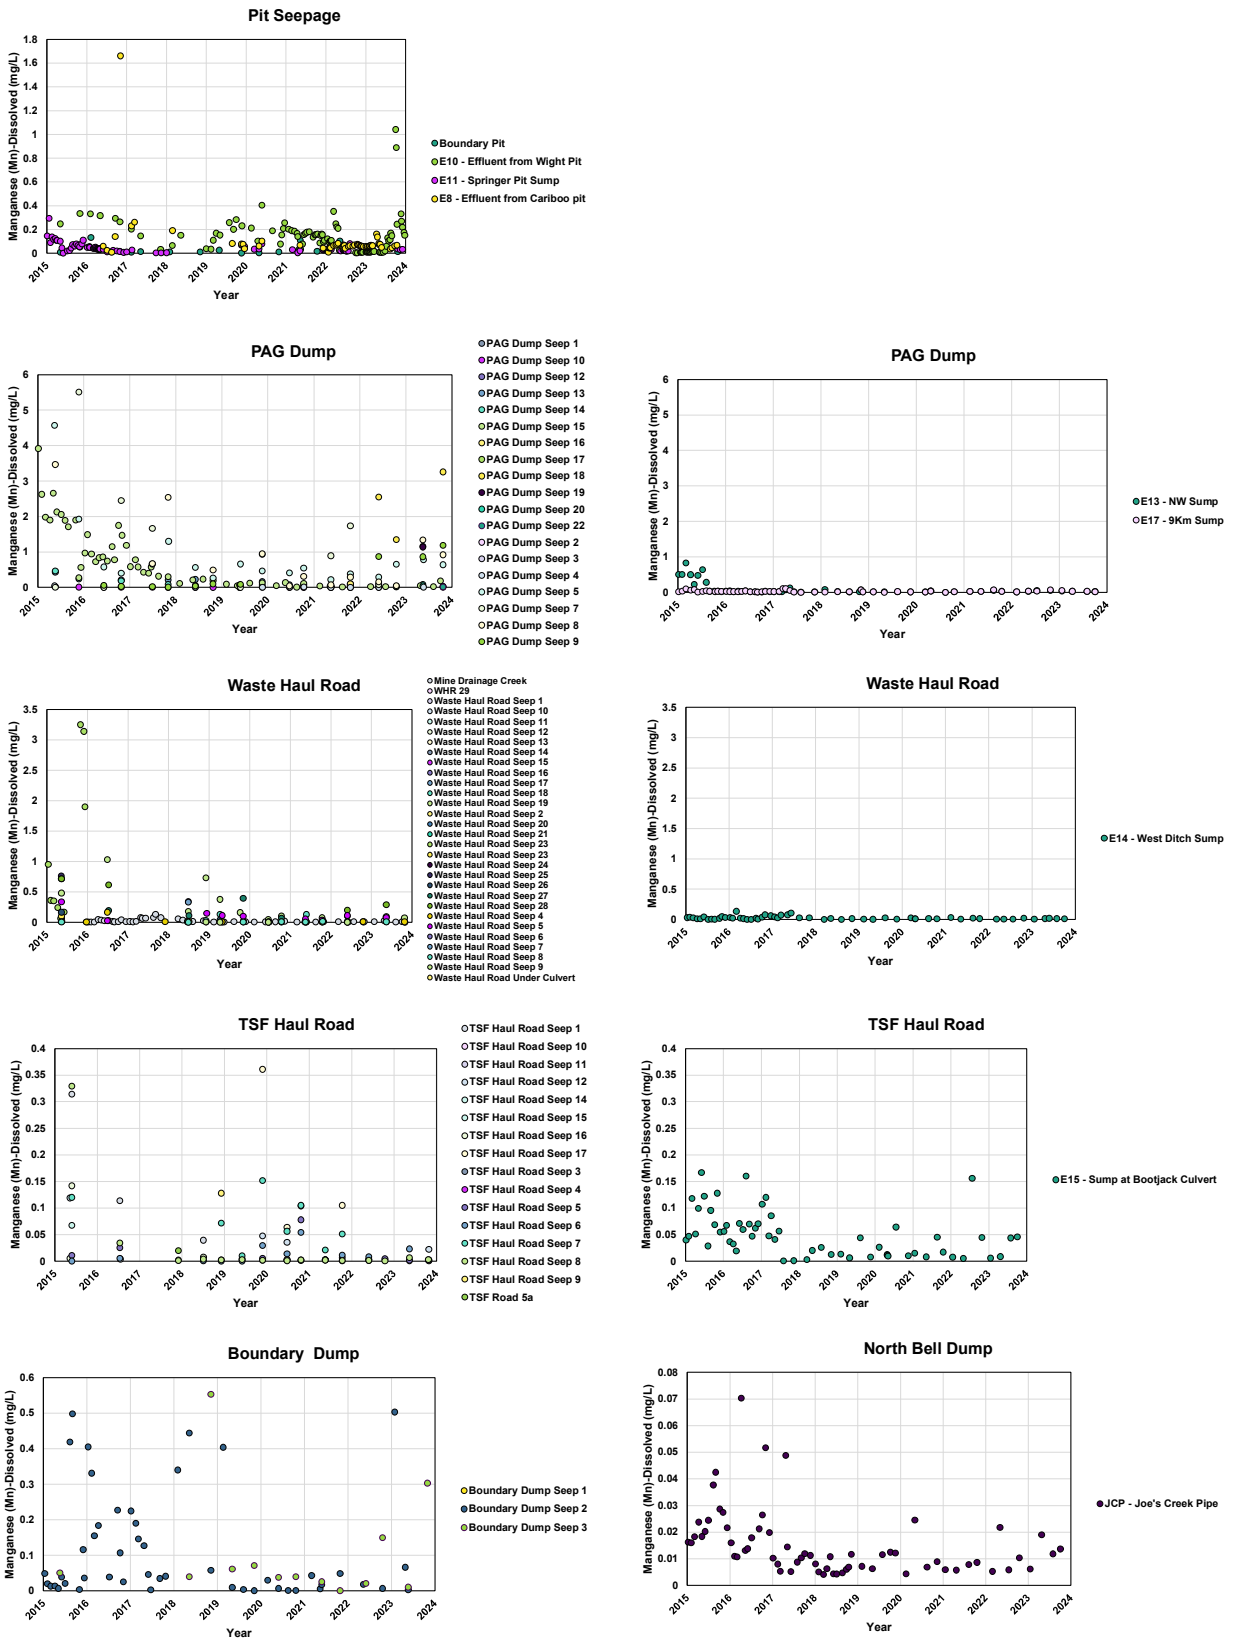 Pit Seepage
Manganese (Mn)-Dissolved (mg/L)
1.8
1.6
1.4
1.2
1
0.8
0.6
0.4
0.2
0
2015
2016
2017
2018
2019
2020
2021
2022
2023
2024
Year
Boundary Pit
E10 - Effluent from Wight Pit
E11 - Springer Pit Sump
E8 - Effluent from Cariboo pit
PAG Dump
Manganese (Mn)-Dissolved (mg/L)
6
5
4
3
2
1
0
2015
2016
2017
2018
2019
2020
2021
2022
2023
2024
Year
PAG Dump Seep 1
PAG Dump Seep 10
PAG Dump Seep 12
PAG Dump Seep 13
PAG Dump Seep 14
PAG Dump Seep 15
PAG Dump Seep 16
PAG Dump Seep 17
PAG Dump Seep 18
PAG Dump Seep 19
PAG Dump Seep 20
PAG Dump Seep 22
PAG Dump Seep 2
PAG Dump Seep 3
PAG Dump Seep 4
PAG Dump Seep 5
PAG Dump Seep 7
PAG Dump Seep 8
PAG Dump Seep 9
PAG Dump
Manganese (Mn)-Dissolved (mg/L)
6
5
4
3
2
1
0
2015
2016
2017
2018
2019
2020
2021
2022
2023
2024
Year
E13 - NW Sump
E17 - 9Km Sump
Waste Haul Road
Manganese (Mn)-Dissolved (mg/L)
3.5
3
2.5
2
1.5
1
0.5
0
2015
2016
2017
2018
2019
2020
2021
2022
2023
2024
Year
Mine Drainage Creek
WHR 29
Waste Haul Road Seep 1
Waste Haul Road Seep 10
Waste Haul Road Seep 11
Waste Haul Road Seep 12
Waste Haul Road Seep 13
Waste Haul Road Seep 14
Waste Haul Road Seep 15
Waste Haul Road Seep 16
Waste Haul Road Seep 17
Waste Haul Road Seep 18
Waste Haul Road Seep 19
Waste Haul Road Seep 2
Waste Haul Road Seep 20
Waste Haul Road Seep 21
Waste Haul Road Seep 23
Waste Haul Road Seep 23
Waste Haul Road Seep 24
Waste Haul Road Seep 25
Waste Haul Road Seep 26
Waste Haul Road Seep 27
Waste Haul Road Seep 28
Waste Haul Road Seep 4
Waste Haul Road Seep 5
Waste Haul Road Seep 6
Waste Haul Road Seep 7
Waste Haul Road Seep 8
Waste Haul Road Seep 9
Waste Haul Road Under Culvert
Waste Haul Road
Manganese (Mn)-Dissolved (mg/L)
3.5
3
2.5
2
1.5
1
0.5
0
2015
2016
2017
2018
2019
2020
2021
2022
2023
2024
Year
E14 - West Ditch Sump
TSF Haul Road
Manganese (Mn)-Dissolved (mg/L)
0.4
0.35
0.3
0.25
0.2
0.15
0.1
0.05
0
2015
2016
2017
2018
2019
2020
2021
2022
2023
2024
Year
TSF Haul Road Seep 1
TSF Haul Road Seep 10
TSF Haul Road Seep 11
TSF Haul Road Seep 12
TSF Haul Road Seep 14
TSF Haul Road Seep 15
TSF Haul Road Seep 16
TSF Haul Road Seep 17
TSF Haul Road Seep 3
TSF Haul Road Seep 4
TSF Haul Road Seep 5
TSF Haul Road Seep 6
TSF Haul Road Seep 7
TSF Haul Road Seep 8
TSF Haul Road Seep 9
TSF Road 5a
TSF Haul Road
Manganese (Mn)-Dissolved (mg/L)
0.4
0.35
0.3
0.25
0.2
0.15
0.1
0.05
0
2015
2016
2017
2018
2019
2020
2021
2022
2023
2024
Year
E15 - Sump at Bootjack Culvert
Boundary Dump
Manganese (Mn)-Dissolved (mg/L)
0.6
0.5
0.4
0.3
0.2
0.1
0
2015
2016
2017
2018
2019
2020
2021
2022
2023
2024
Year
Boundary Dump Seep 1
Boundary Dump Seep 2
Boundary Dump Seep 3
North Bell Dump
Manganese (Mn)-Dissolved (mg/L)
0.08
0.07
0.06
0.05
0.04
0.03
0.02
0.01
0
2015
2016
2017
2018
2019
2020
2021
2022
2023
2024
Year
JCP - Joe's Creek Pipe